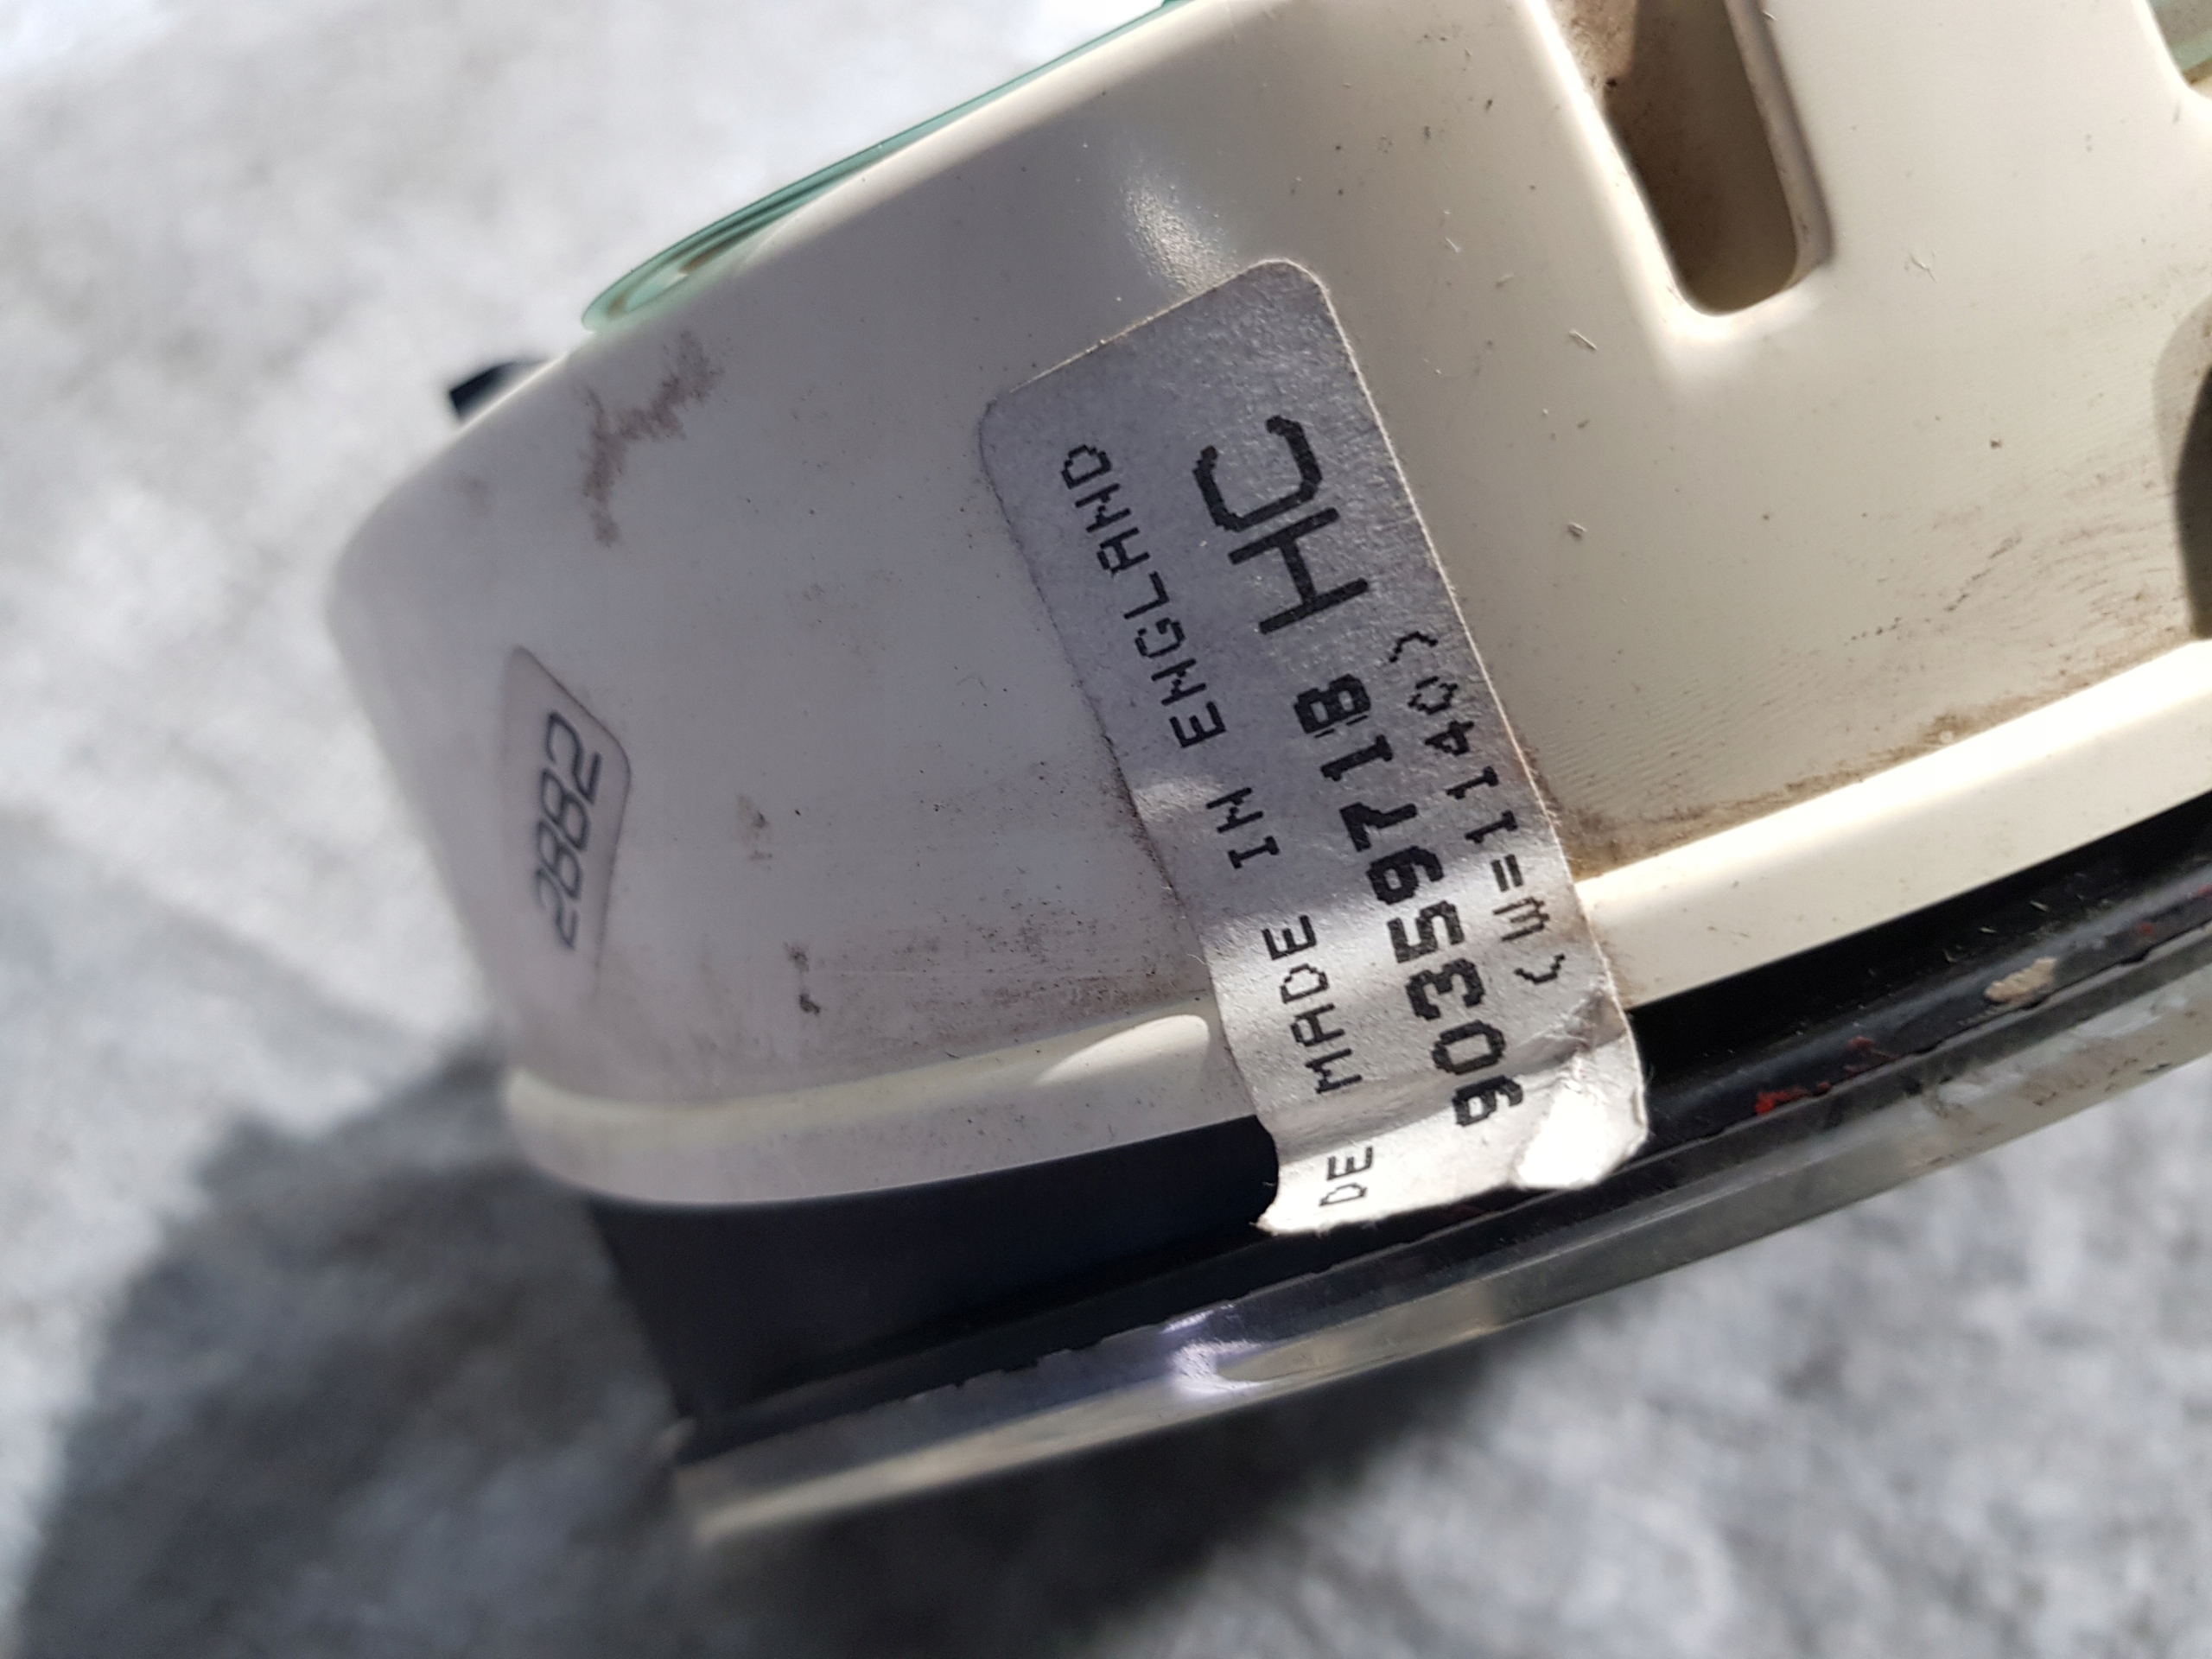 2882
DE MADE IN ENGLAND
90359718 HC
(W=1140)